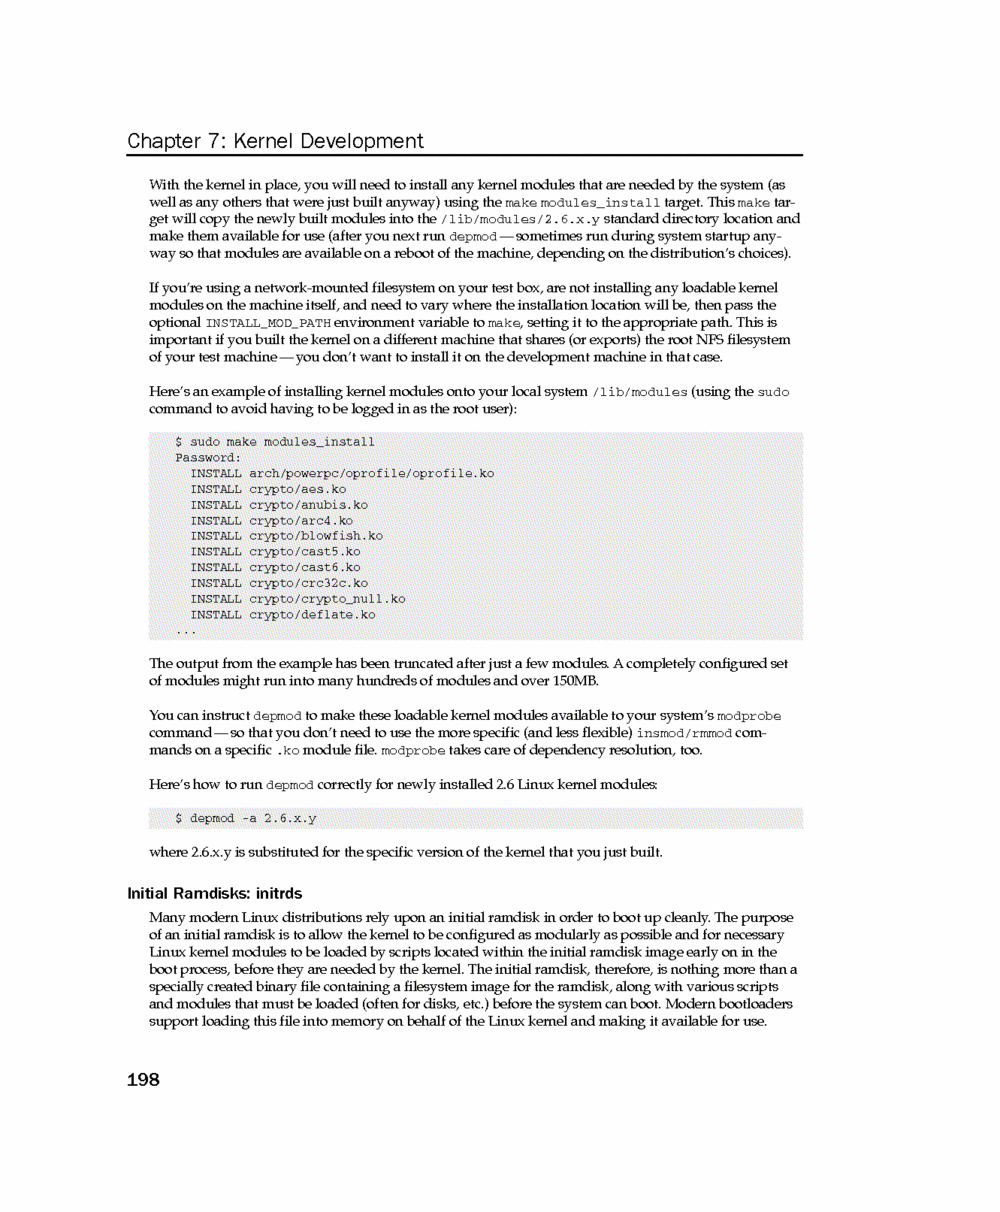 Chapter 7: Kernel Development
With the kernel in place, you will need to install any kernel modules that are needed by the system (as
well as any others that were just built anyway) using the make modules_install target. This make tar-
get will copy the newly built modules into the /lib/modules/2.6.x.y standard directory location and
make them available for use (after you next run depmod — sometimes run during system startup any-
way so that modules are available on a reboot of the machine, depending on the distribution's choices).
If you're using a network-mounted filesystem on your test box, are not installing any loadable kernel
modules on the machine itself, and need to vary where the installation location will be, then pass the
optional INSTALL_MOD_PATH environment variable to make, setting it to the appropriate path. This is
important if you built the kernel on a different machine that shares (or exports) the root NFS filesystem
of your test machine — you don't want to install it on the development machine in that case.
Here's an example of installing kernel modules onto your local system /lib/modules (using the sudo
command to avoid having to be logged in as the root user):
$ sudo make modules_install
Password:
INSTALL arch/powerpc/oprofile/oprofile.ko
INSTALL crypto/aes.ko
INSTALL crypto/anubis.ko
INSTALL crypto/arc4.ko
INSTALL crypto/blowfish.ko
INSTALL crypto/cast5.ko
INSTALL crypto/cast6.ko
INSTALL crypto/crc32c.ko
INSTALL crypto/crypto_null.ko
INSTALL crypto/deflate.ko
...
The output from the example has been truncated after just a few modules. A completely configured set
of modules might run into many hundreds of modules and over 150MB.
You can instruct depmod to make these loadable kernel modules available to your system's modprobe
command — so that you don't need to use the more specific (and less flexible) insmod/rmmod com-
mands on a specific .ko module file. modprobe takes care of dependency resolution, too.
Here's how to run depmod correctly for newly installed 2.6 Linux kernel modules:
$ depmod -a 2.6.x.y
where 2.6.x.y is substituted for the specific version of the kernel that you just built.
Initial Ramdisks: initrds
Many modern Linux distributions rely upon an initial ramdisk in order to boot up cleanly. The purpose
of an initial ramdisk is to allow the kernel to be configured as modularly as possible and for necessary
Linux kernel modules to be loaded by scripts located within the initial ramdisk image early on in the
boot process, before they are needed by the kernel. The initial ramdisk, therefore, is nothing more than a
specially created binary file containing a filesystem image for the ramdisk, along with various scripts
and modules that must be loaded (often for disks, etc.) before the system can boot. Modern bootloaders
support loading this file into memory on behalf of the Linux kernel and making it available for use.
198